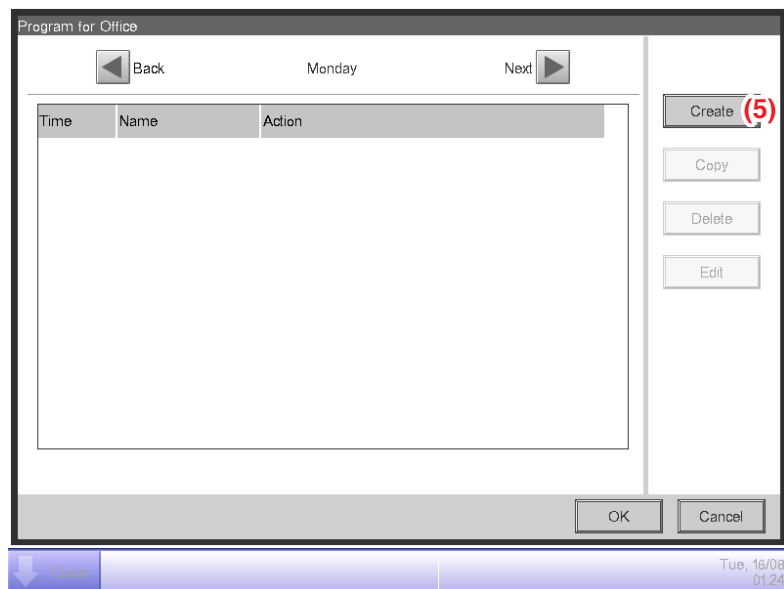 Program for Office
Back Monday Next
Time Name Action
Create (5)
Copy
Delete
Edit
OK Cancel
Close
Tue, 16/08
01:24